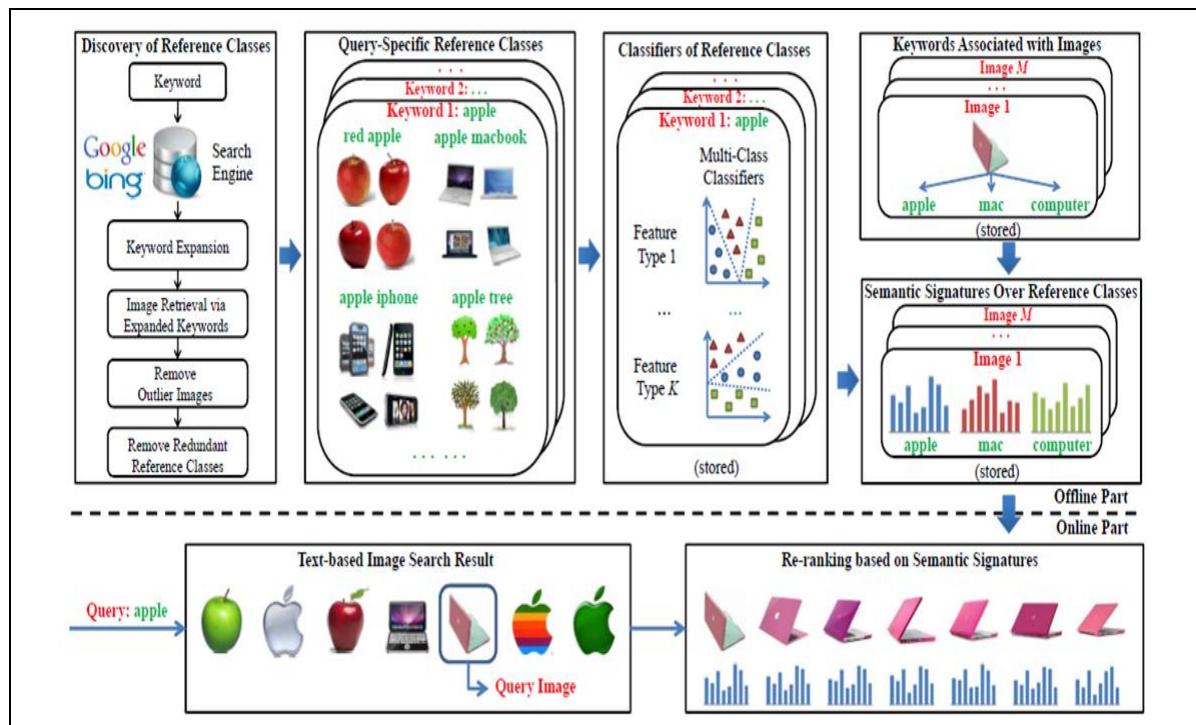 Discovery of Reference Classes
Keyword
Google
bing
Search
Engine
Keyword Expansion
Image Retrieval via
Expanded Keywords
Remove
Outlier Images
Remove Redundant
Reference Classes
Query-Specific Reference Classes
. . .
Keyword 2: . . .
Keyword 1: apple
red apple
apple macbook
apple iphone
apple tree
... ...
Classifiers of Reference Classes
. . .
Keyword 2: . . .
Keyword 1: apple
Multi-Class
Classifiers
Feature
Type 1
...
...
Feature
Type K
(stored)
Keywords Associated with Images
Image M
. . .
Image 1
apple
mac
computer
(stored)
Semantic Signatures Over Reference Classes
Image M
. . .
Image 1
apple
mac
computer
(stored)
Offline Part
Online Part
Query: apple
Text-based Image Search Result
Query Image
Re-ranking based on Semantic Signatures